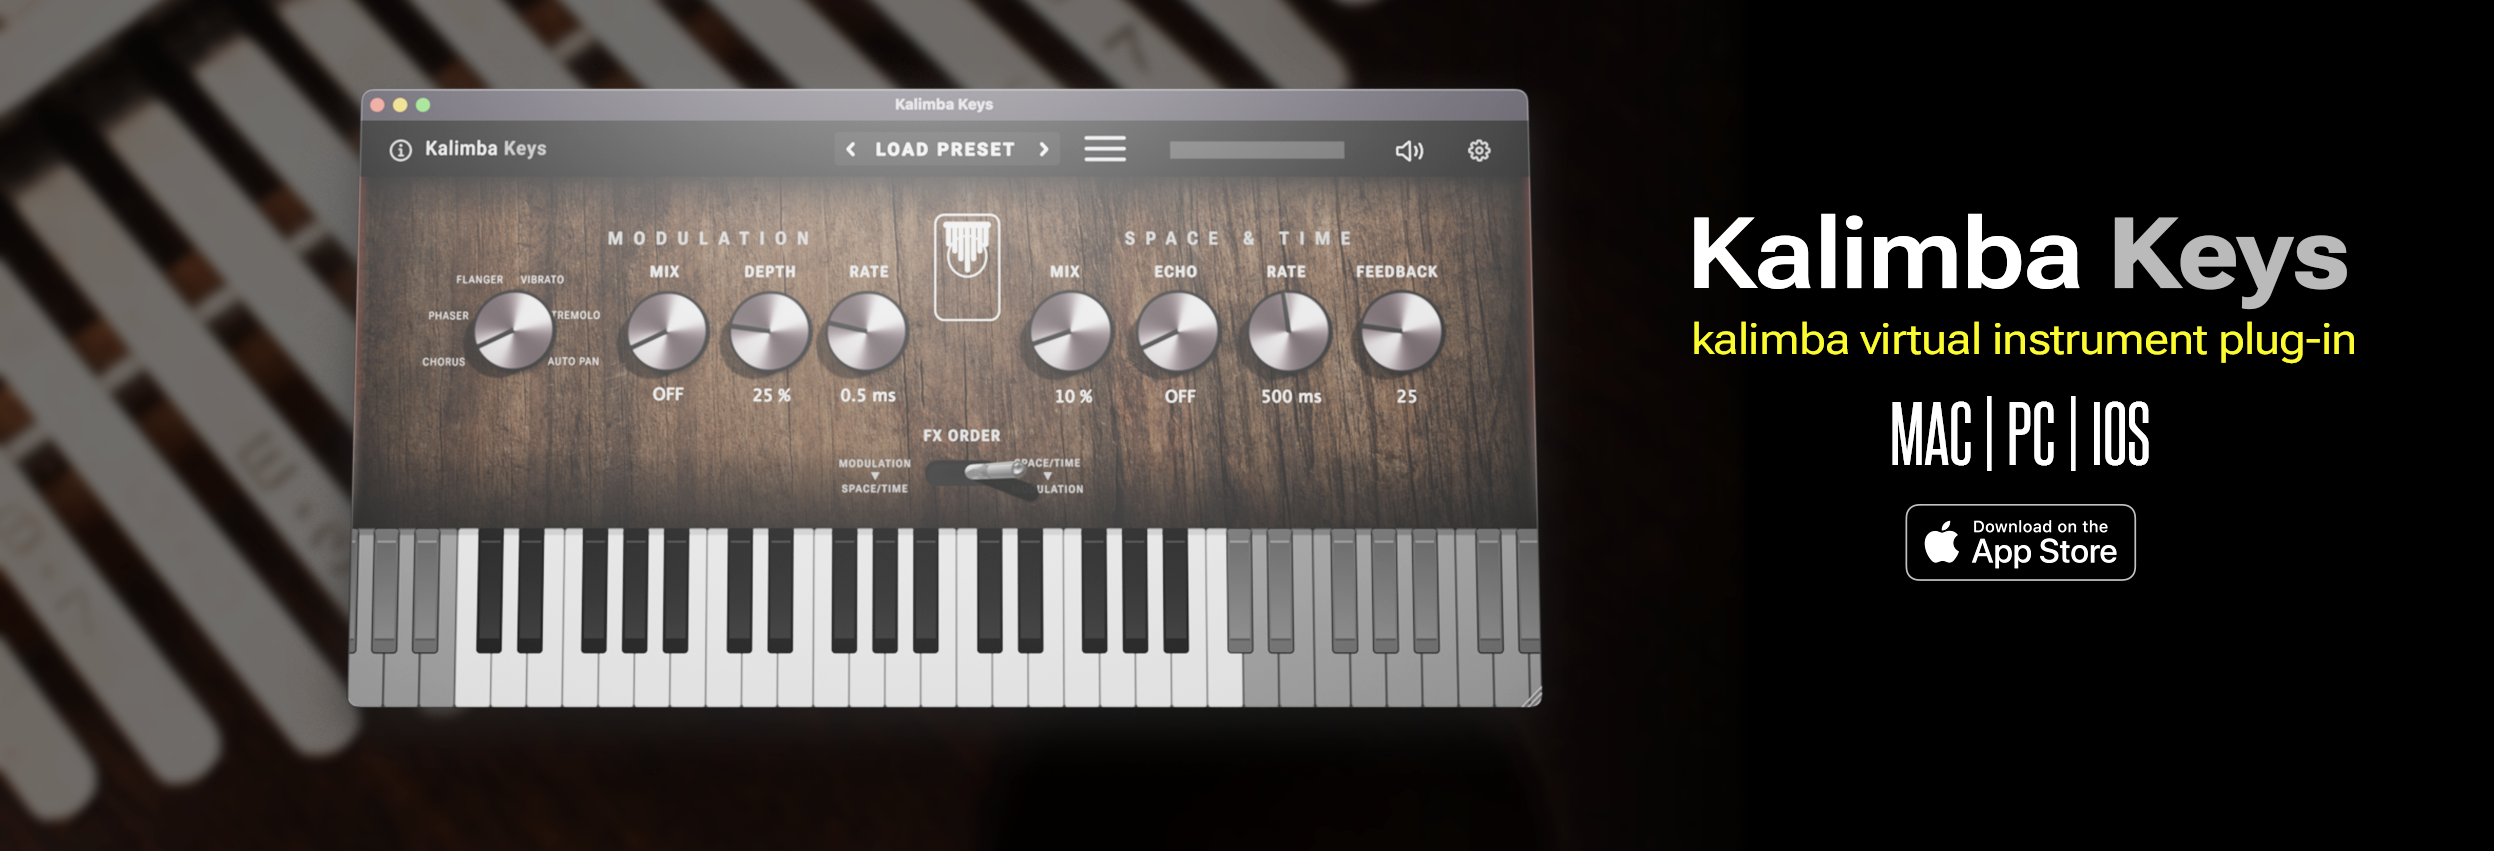 Kalimba Keys
Kalimba Keys
LOAD PRESET
MODULATION
SPACE & TIME
MIX DEPTH RATE
MIX ECHO RATE FEEDBACK
FLANGER VIBRATO
PHASER TREMOLO
CHORUS AUTO PAN
OFF 25 % 0.5 ms
10 % OFF 500 ms 25
FX ORDER
MODULATION SPACE/TIME
SPACE/TIME ULATION
Kalimba Keys
kalimba virtual instrument plug-in
MAC | PC | IOS
Download on the
App Store
7